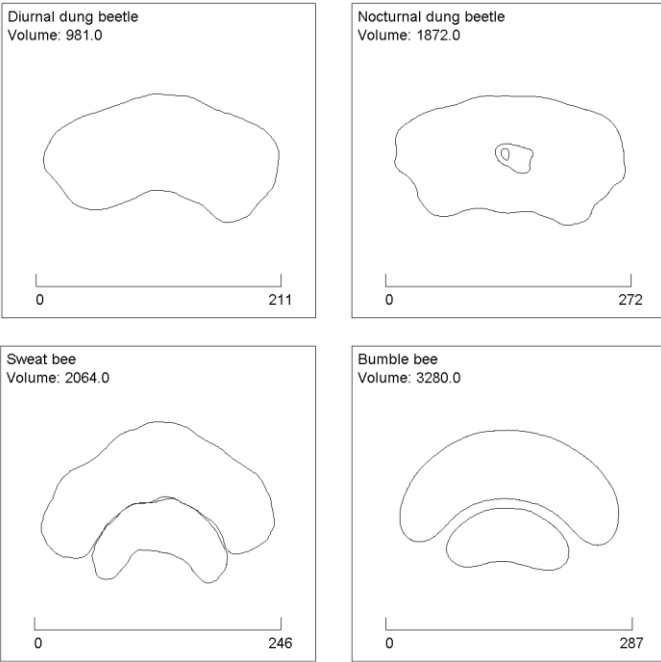 Diurnal dung beetle
Volume: 981.0
0 211
Nocturnal dung beetle
Volume: 1872.0
0 272
Sweat bee
Volume: 2064.0
0 246
Bumble bee
Volume: 3280.0
0 287